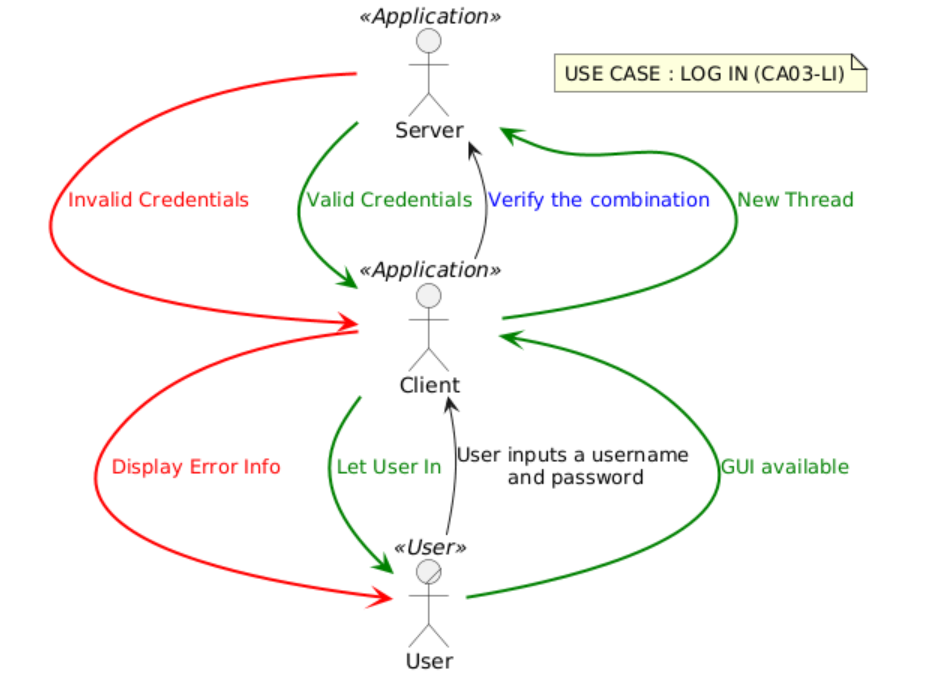 «Application»
USE CASE : LOG IN (CA03-LI)
Server
Invalid Credentials
Valid Credentials
Verify the combination
New Thread
«Application»
Client
Display Error Info
Let User In
User inputs a username
and password
GUI available
«User»
User